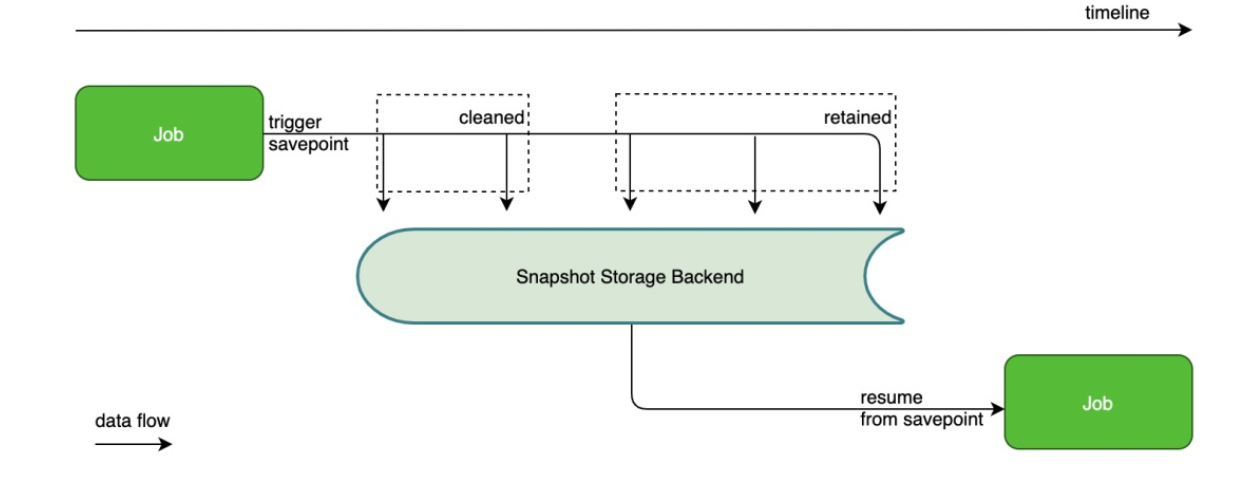 timeline
Job
trigger
savepoint
cleaned
retained
Snapshot Storage Backend
resume
from savepoint
Job
data flow